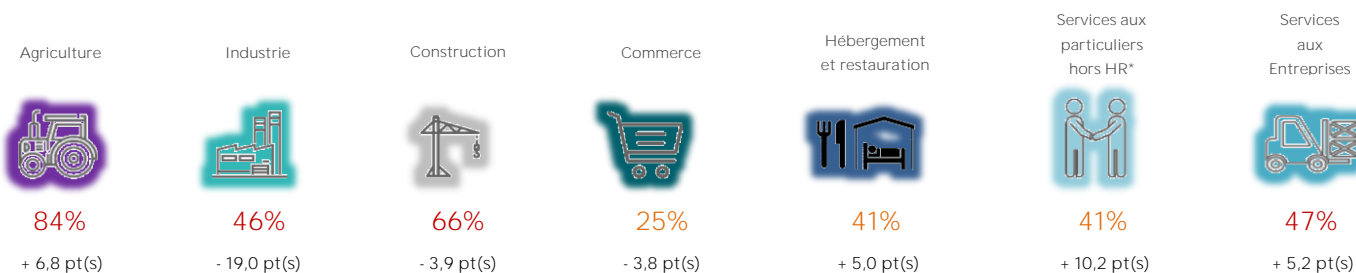 Agriculture
Industrie
Construction
Commerce
Hébergement
et restauration
Services aux
particuliers
hors HR*
Services
aux
Entreprises
84%
46%
66%
25%
41%
41%
47%
+ 6,8 pt(s)
- 19,0 pt(s)
- 3,9 pt(s)
- 3,8 pt(s)
+ 5,0 pt(s)
+ 10,2 pt(s)
+ 5,2 pt(s)